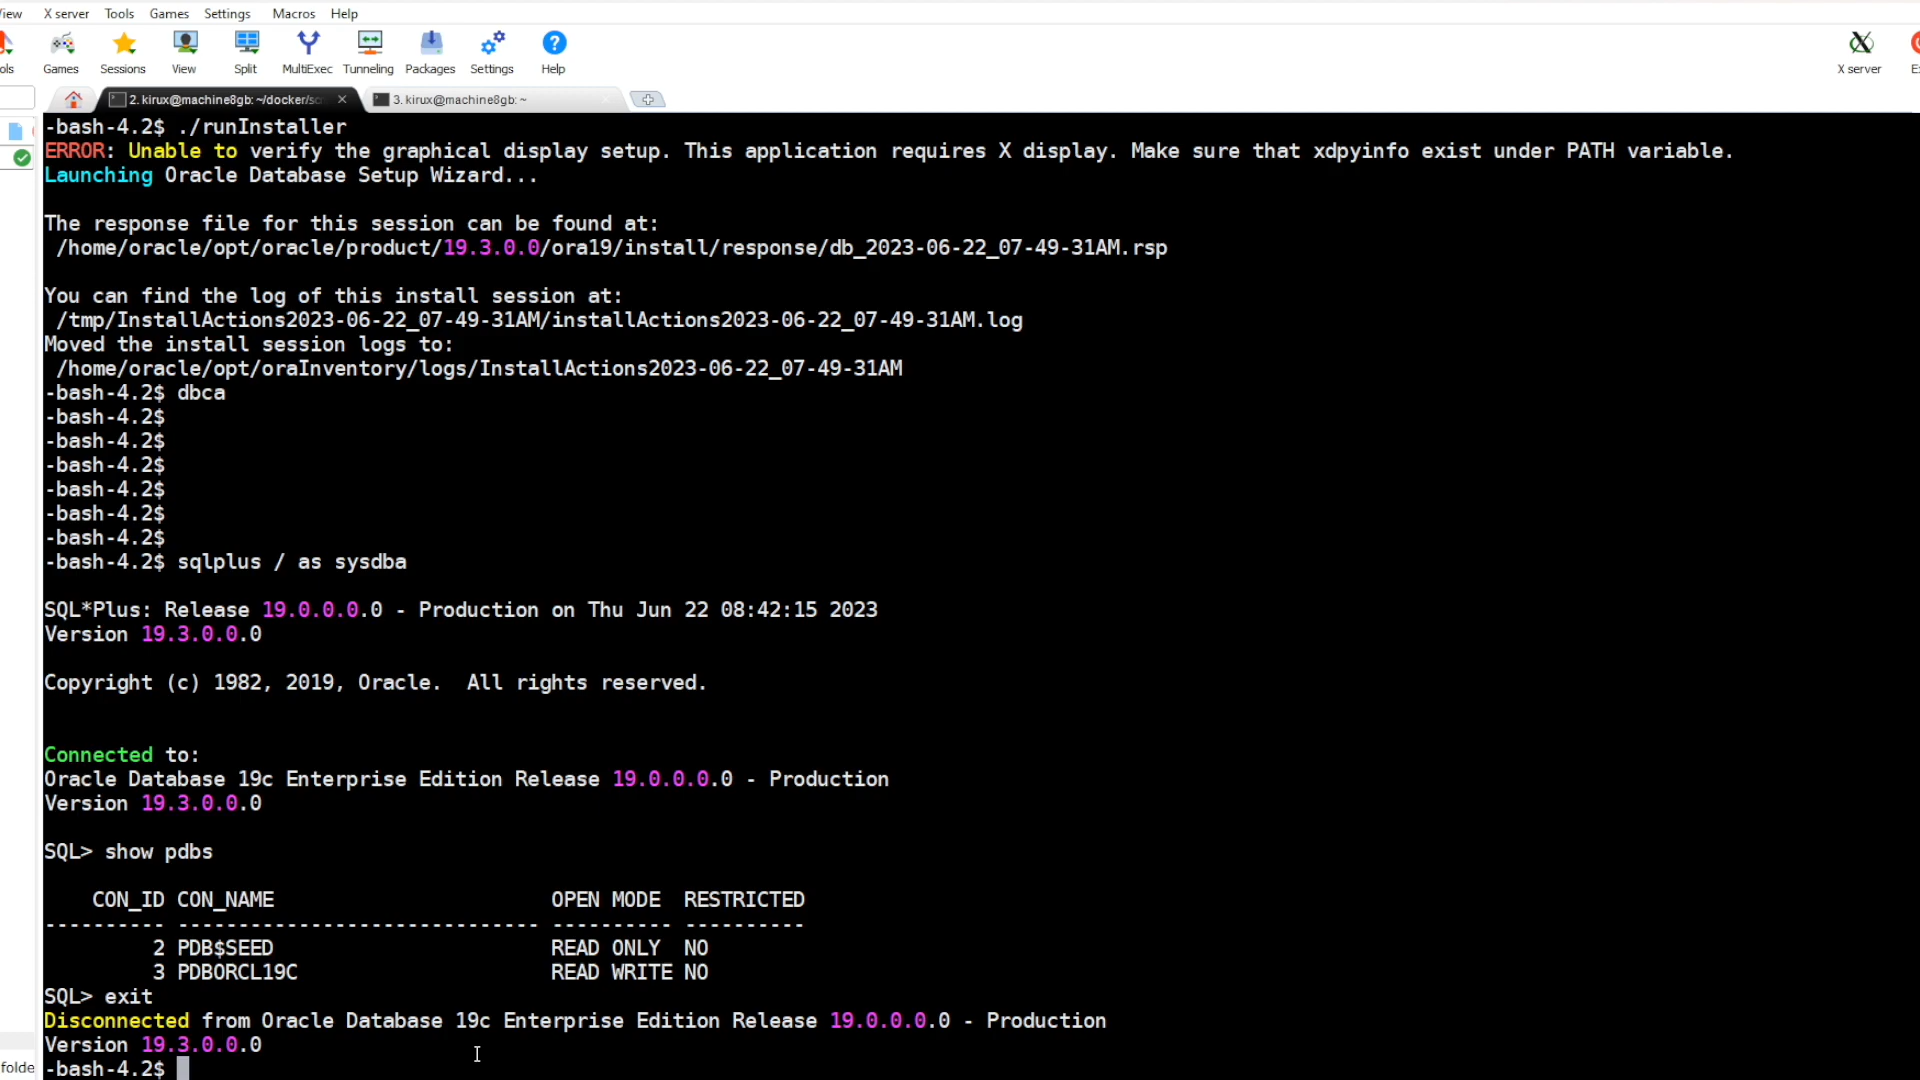 View X server Tools Games Settings Macros Help
Games Sessions View Split MultiExec Tunneling Packages Settings Help X server
2. kirux@machine8gb: ~/docker/sc 3. kirux@machine8gb: ~
-bash-4.2$ ./runInstaller
ERROR: Unable to verify the graphical display setup. This application requires X display. Make sure that xdpyinfo exist under PATH variable.
Launching Oracle Database Setup Wizard...
The response file for this session can be found at:
/home/oracle/opt/oracle/product/19.3.0.0/ora19/install/response/db_2023-06-22_07-49-31AM.rsp
You can find the log of this install session at:
/tmp/InstallActions2023-06-22_07-49-31AM/installActions2023-06-22_07-49-31AM.log
Moved the install session logs to:
/home/oracle/opt/oraInventory/logs/InstallActions2023-06-22_07-49-31AM
-bash-4.2$ dbca
-bash-4.2$
-bash-4.2$
-bash-4.2$
-bash-4.2$
-bash-4.2$
-bash-4.2$
-bash-4.2$ sqlplus / as sysdba
SQL*Plus: Release 19.0.0.0.0 - Production on Thu Jun 22 08:42:15 2023
Version 19.3.0.0.0
Copyright (c) 1982, 2019, Oracle.  All rights reserved.
Connected to:
Oracle Database 19c Enterprise Edition Release 19.0.0.0.0 - Production
Version 19.3.0.0.0
SQL> show pdbs
CON_ID CON_NAME OPEN MODE RESTRICTED
---------- ------------------------------ ---------- ----------
2 PDB$SEED READ ONLY NO
3 PDBORCL19C READ WRITE NO
SQL> exit
Disconnected from Oracle Database 19c Enterprise Edition Release 19.0.0.0.0 - Production
Version 19.3.0.0.0
folde
-bash-4.2$